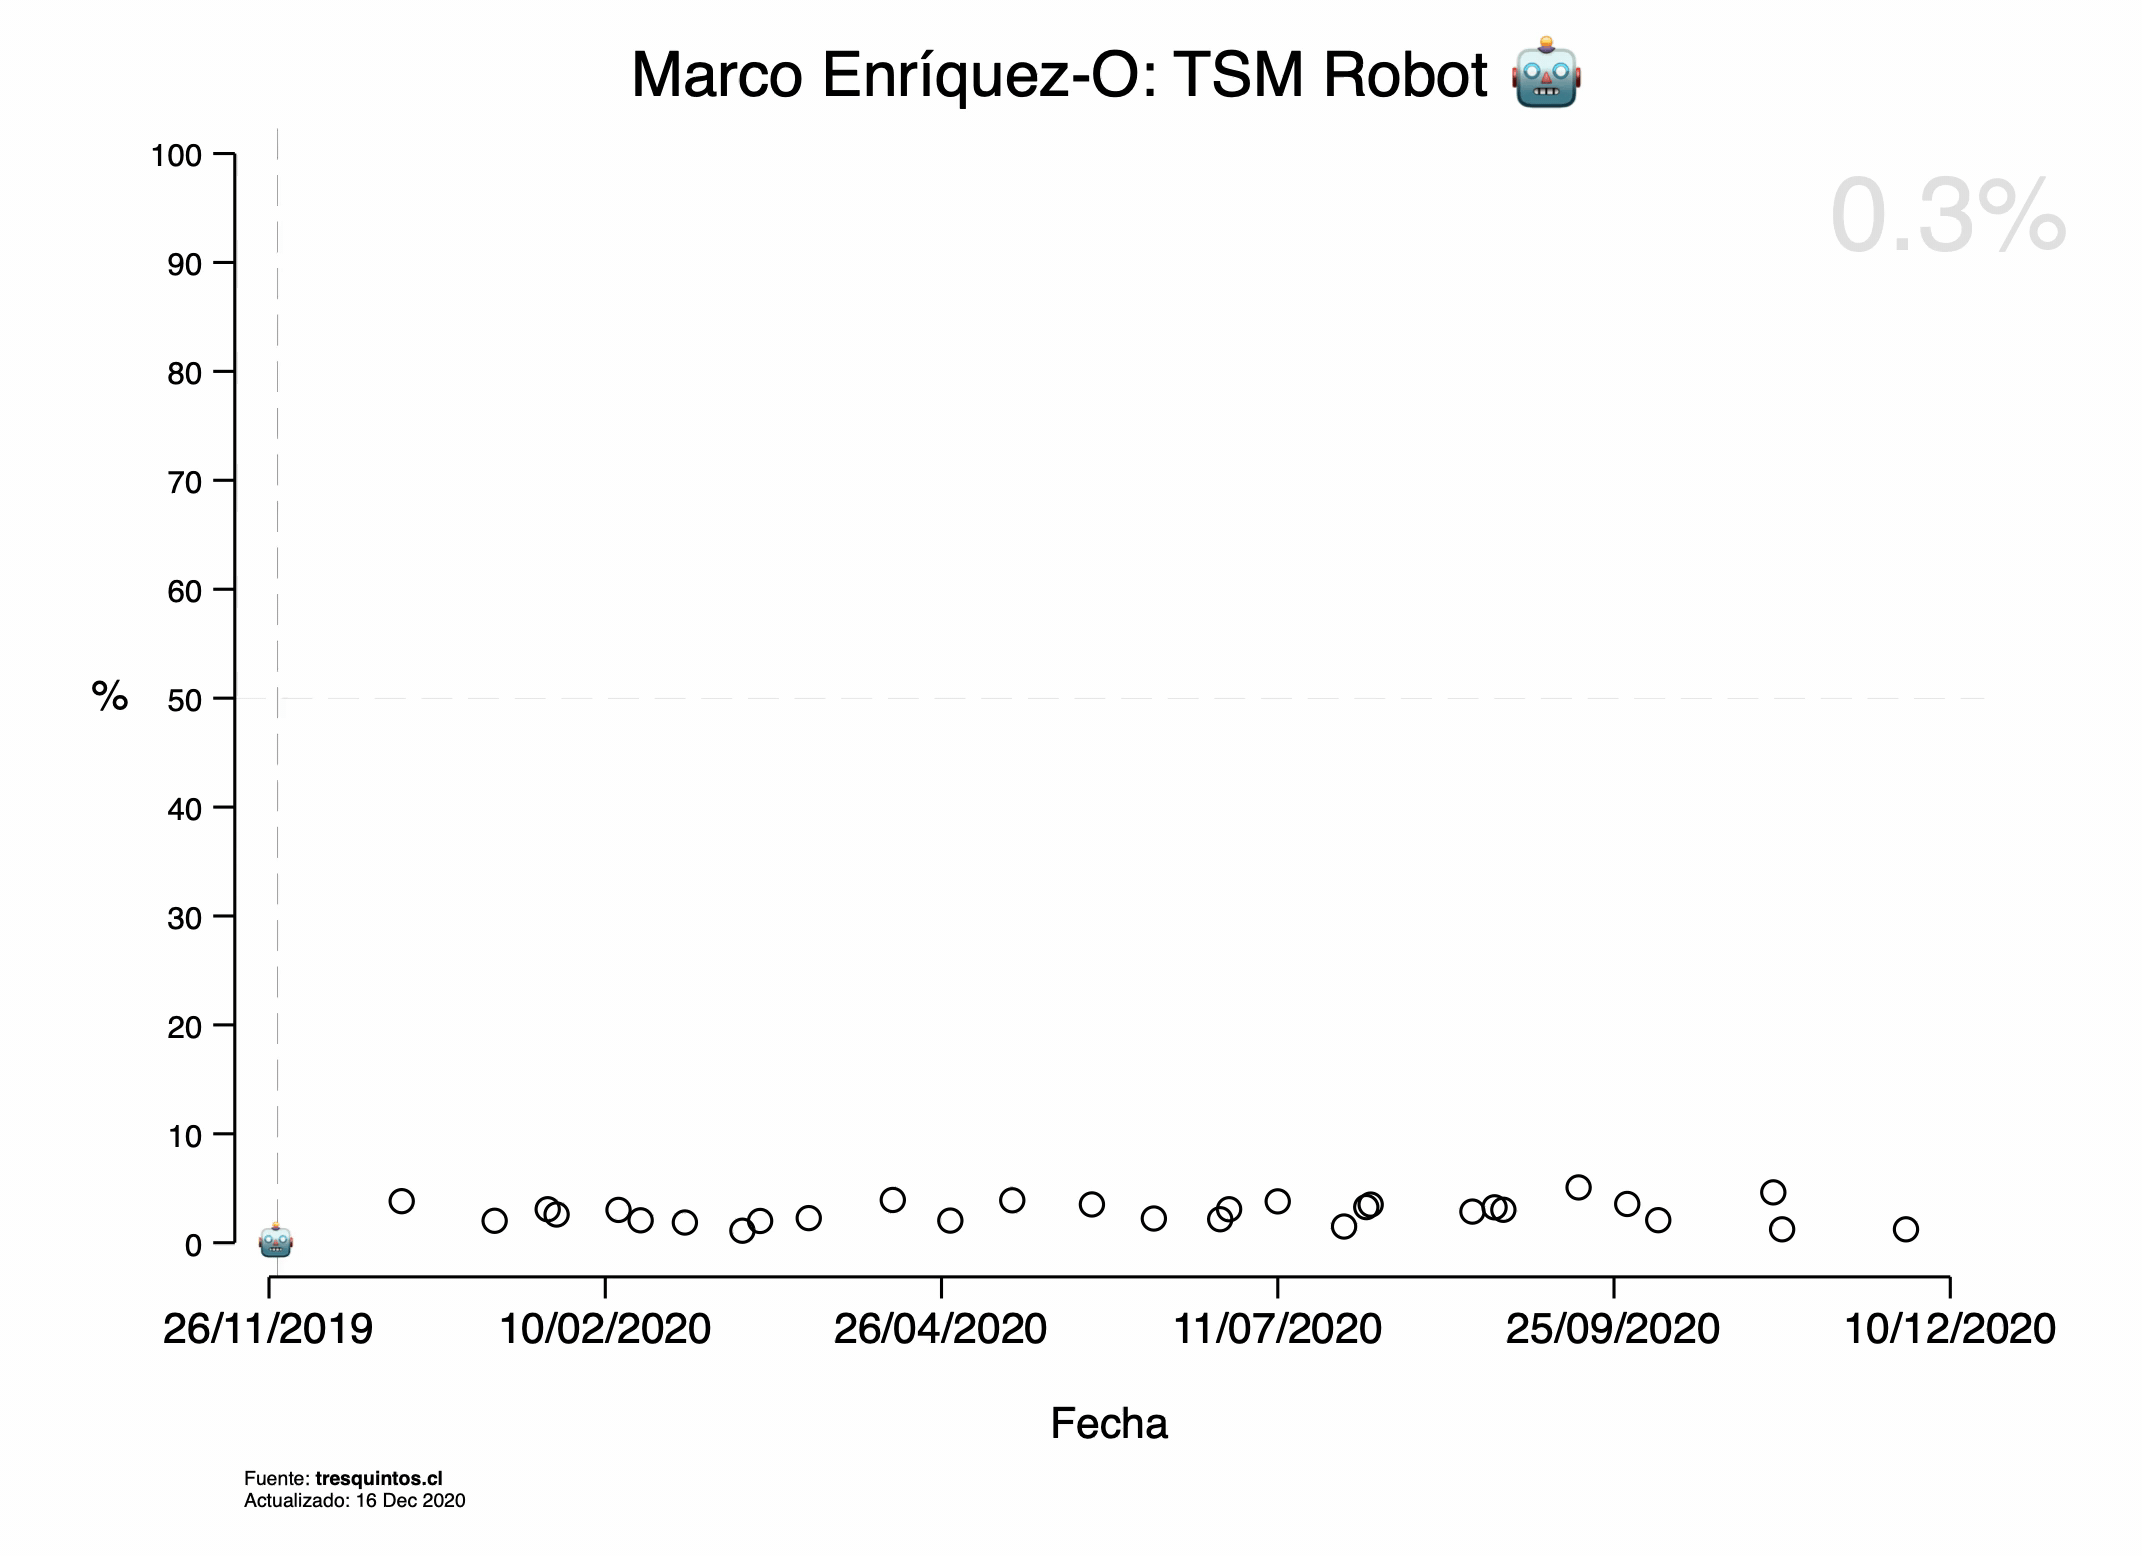 Marco Enríquez-O: TSM Robot 🤖
0.3%
100
90
80
70
60
50
40
30
20
10
0
%
26/11/2019 10/02/2020 26/04/2020 11/07/2020 25/09/2020 10/12/2020
Fecha
Fuente: tresquintos.cl
Actualizado: 16 Dec 2020